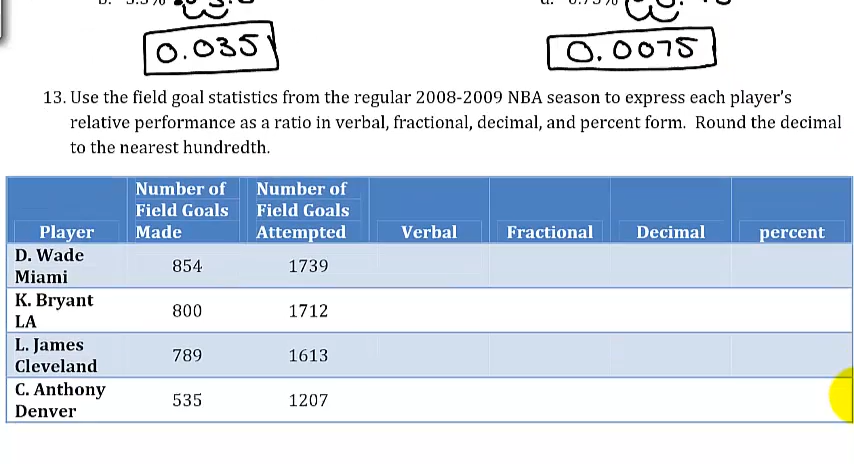 0.035
0.0075
13. Use the field goal statistics from the regular 2008-2009 NBA season to express each player's
relative performance as a ratio in verbal, fractional, decimal, and percent form. Round the decimal
to the nearest hundredth.
Player Number of Field Goals Made Number of Field Goals Attempted Verbal Fractional Decimal percent
D. Wade Miami 854 1739
K. Bryant LA 800 1712
L. James Cleveland 789 1613
C. Anthony Denver 535 1207